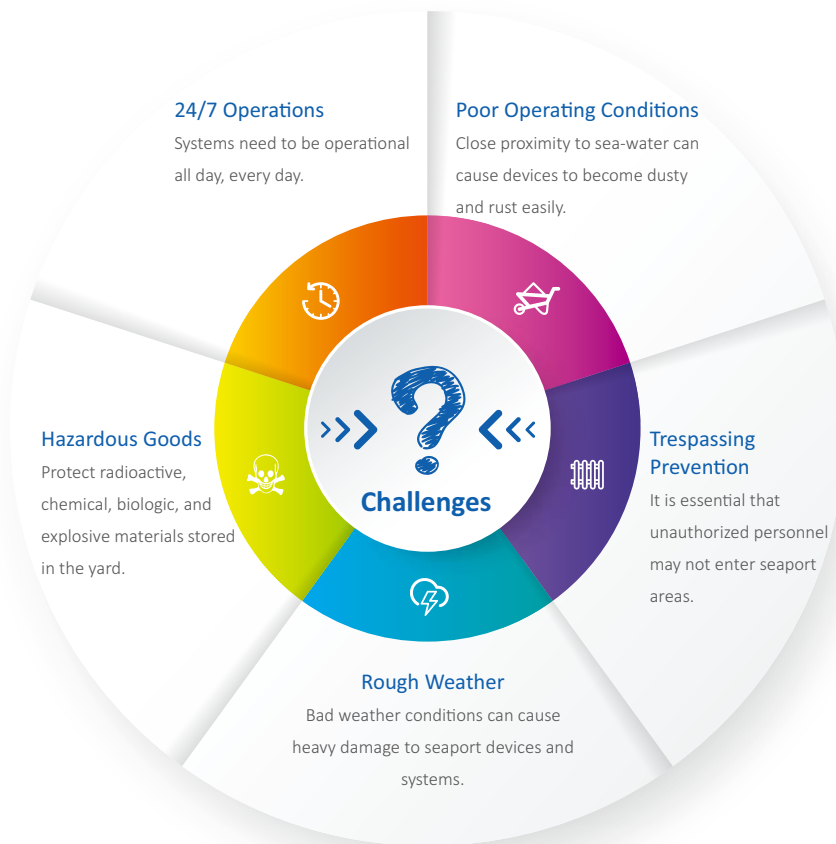 24/7 Operations
Systems need to be operational
all day, every day.
Poor Operating Conditions
Close proximity to sea-water can
cause devices to become dusty
and rust easily.
Hazardous Goods
Protect radioactive,
chemical, biologic, and
explosive materials stored
in the yard.
Challenges
Trespassing
Prevention
It is essential that
unauthorized personnel
may not enter seaport
areas.
Rough Weather
Bad weather conditions can cause
heavy damage to seaport devices and
systems.